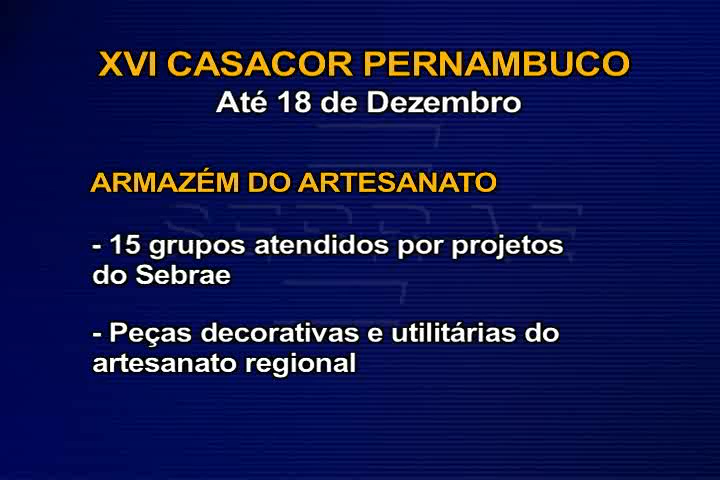 XVI CASACOR PERNAMBUCO
Até 18 de Dezembro
ARMAZÉM DO ARTESANATO
SEBRAE
- 15 grupos atendidos por projetos
do Sebrae
- Peças decorativas e utilitárias do
artesanato regional